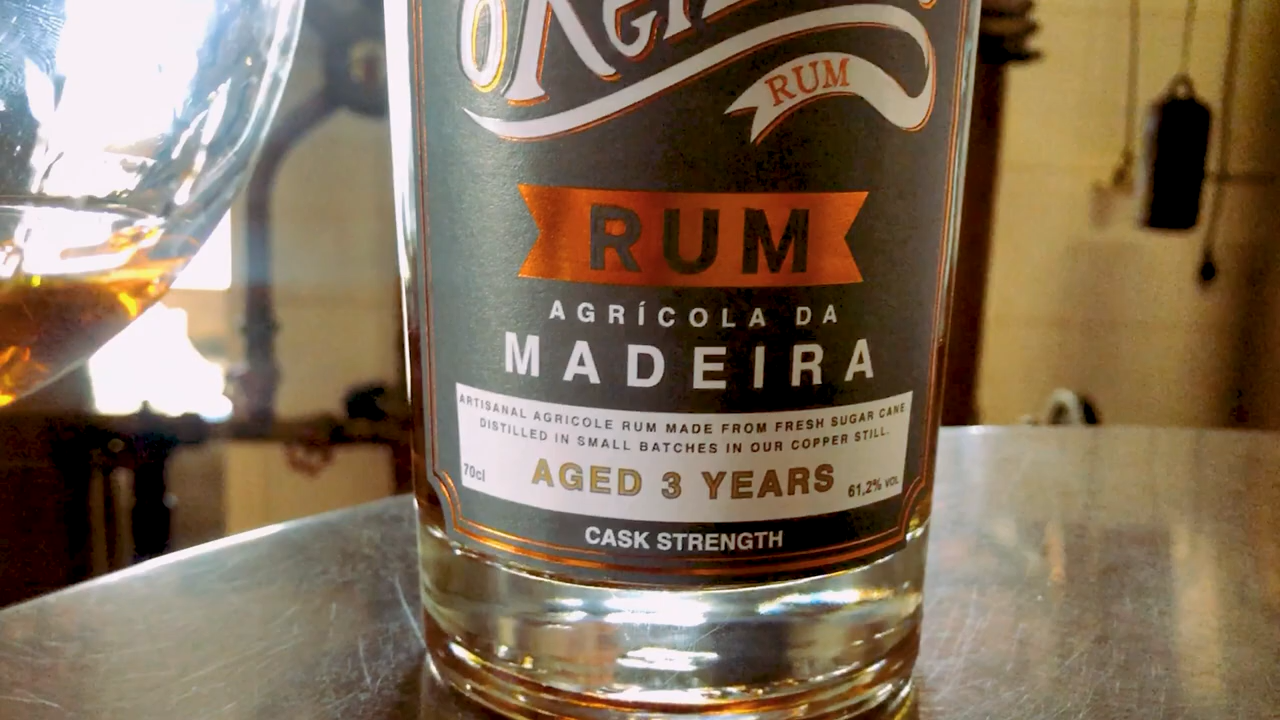 RUM
RUM
AGRÍCOLA DA
MADEIRA
ARTISANAL AGRICOLE RUM MADE FROM FRESH SUGAR CANE
DISTILLED IN SMALL BATCHES IN OUR COPPER STILL.
70cl AGED 3 YEARS 61,2% VOL
CASK STRENGTH